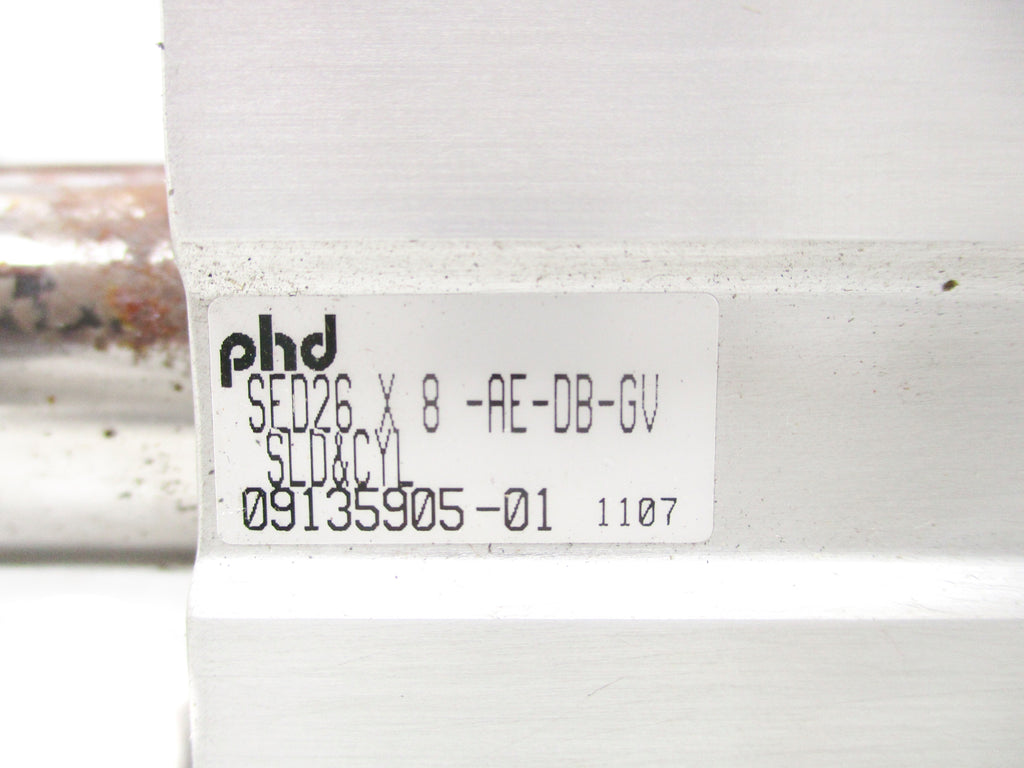 phd
SED26 X 8 -AE-DB-GV
SLD&CYL
09135905-01 1107